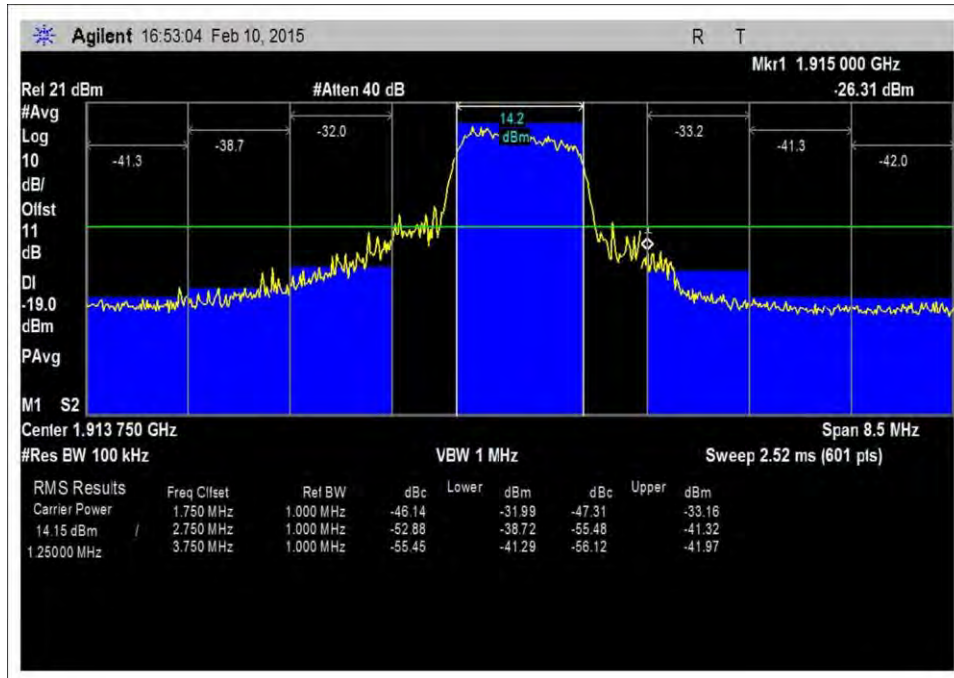 Agilent 16:53:04 Feb 10, 2015 R T
Mkr1 1.915 000 GHz
Rel 21 dBm #Atten 40 dB -26.31 dBm
#Avg
Log
10
dB/
Offst
11
dB
DI
-19.0
dBm
PAvg
M1 S2
-41.3 -38.7 -32.0 14.2 dBm -33.2 -41.3 -42.0
Center 1.913 750 GHz Span 8.5 MHz
#Res BW 100 kHz VBW 1 MHz Sweep 2.52 ms (601 pts)
RMS Results Freq Clfset Ref BW dBc Lower dBm dBc Upper dBm
Carrier Power 1.750 MHz 1.000 MHz -46.14 -31.99 -47.31 -33.16
14.15 dBm / 2.750 MHz 1.000 MHz -52.88 -38.72 -55.48 -41.32
1.25000 MHz 3.750 MHz 1.000 MHz -55.45 -41.29 -56.12 -41.97